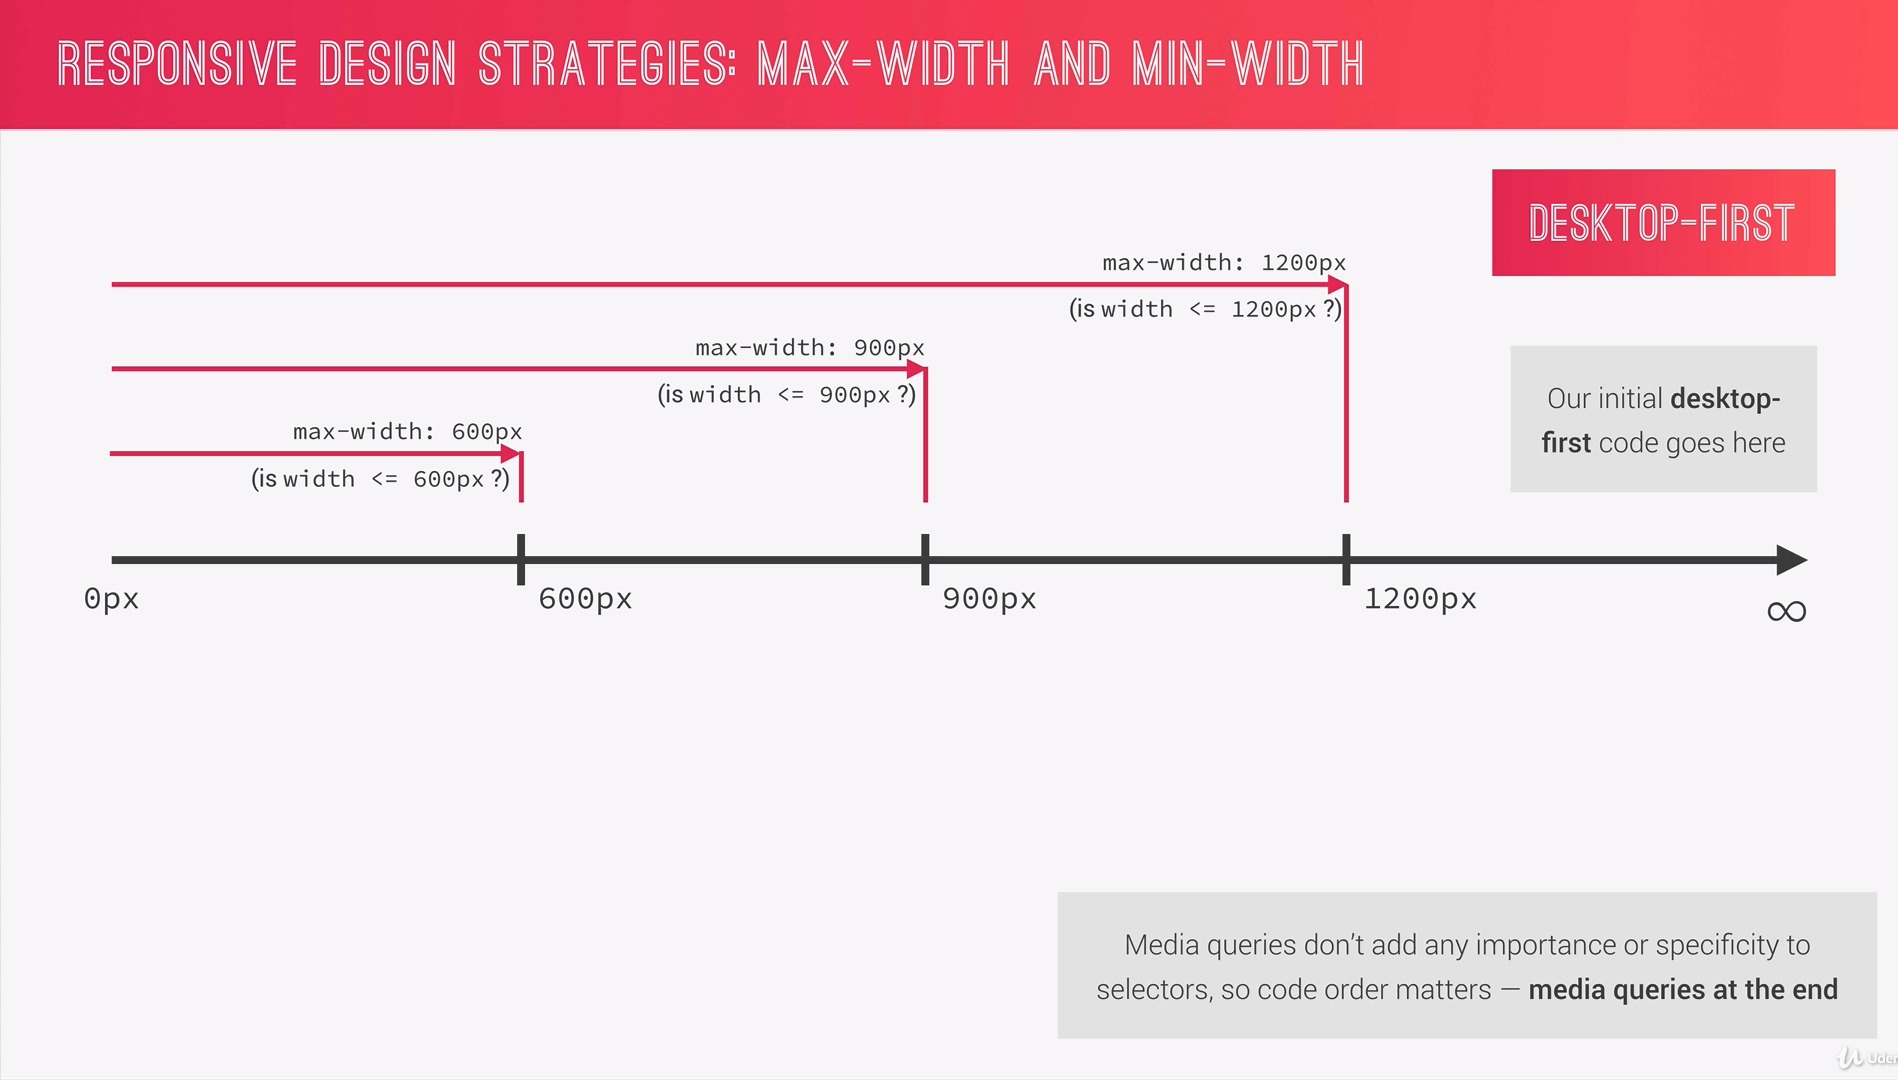 RESPONSIVE DESIGN STRATEGIES: MAX-WIDTH AND MIN-WIDTH
DESKTOP-FIRST
max-width: 1200px
(is width <= 1200px ?)
max-width: 900px
(is width <= 900px ?)
max-width: 600px
(is width <= 600px ?)
Our initial desktop-
first code goes here
0px
600px
900px
1200px
∞
Media queries don’t add any importance or specificity to
selectors, so code order matters — media queries at the end